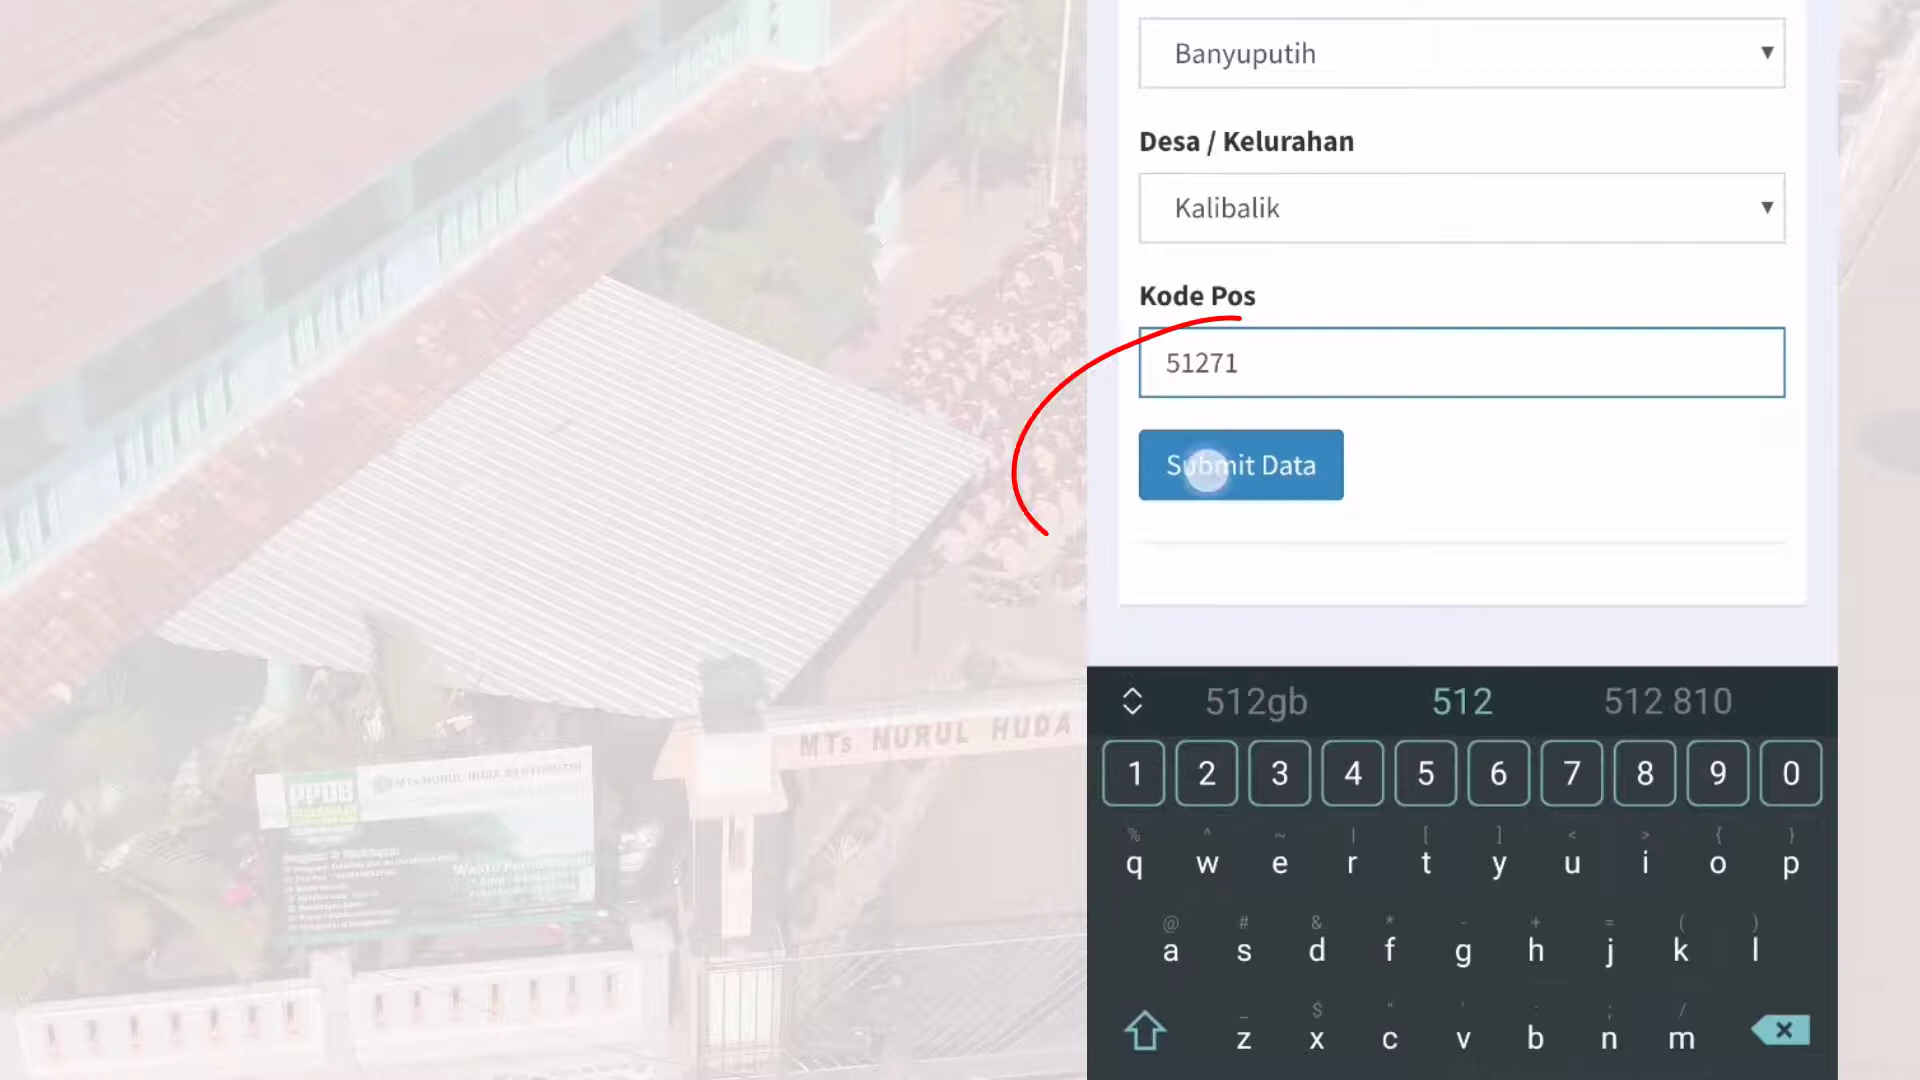 Banyuputih
Desa / Kelurahan
Kalibalik
Kode Pos
51271
Submit Data
512gb 512 512 810
1 2 3 4 5 6 7 8 9 0
% ^ ~ | [ ] < > { }
q w e r t y u i o p
@ # & * - + = ( )
a s d f g h j k l
_ $ " ' : ; /
z x c v b n m
MTs NURUL HUDA
PPDB